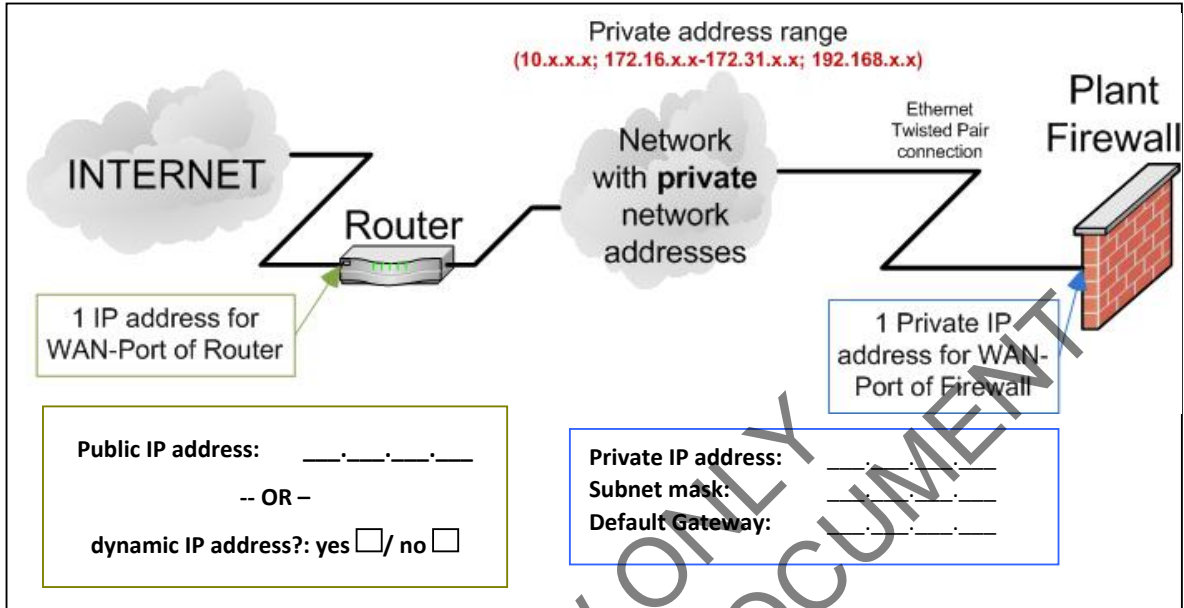 Private address range
(10.x.x.x; 172.16.x.x-172.31.x.x; 192.168.x.x)
Plant
Firewall
Ethernet
Twisted Pair
connection
INTERNET
Router
Network
with private
network
addresses
1 IP address for
WAN-Port of Router
1 Private IP
address for WAN-
Port of Firewall
Public IP address: ___.___.___.___
-- OR –
dynamic IP address?: yes ☐/ no ☐
Private IP address: ___.___.___.___
Subnet mask: ___.___.___.___
Default Gateway: ___.___.___.___
ONLY
DOCUMENT